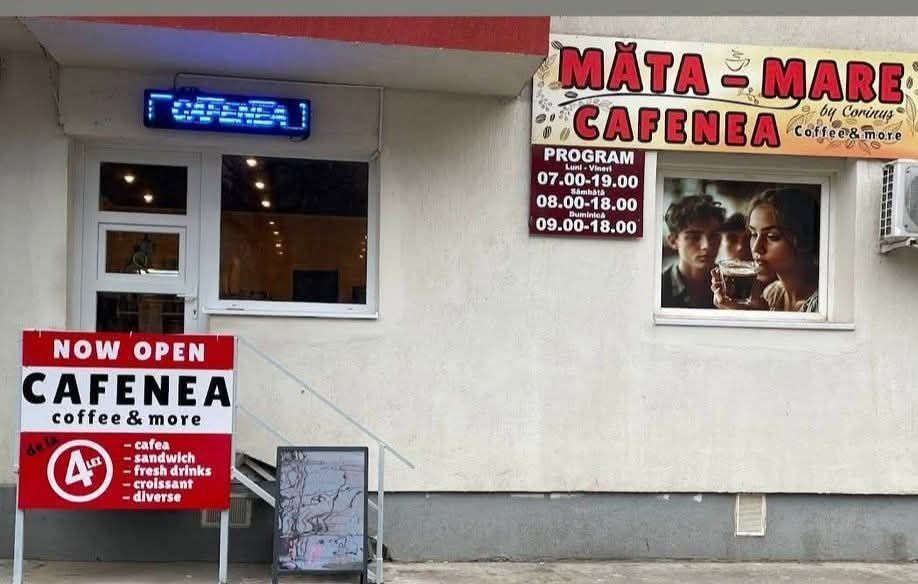 CAFENEA
MĂTA - MARE
by Corinuș
CAFENEA
Coffee & more
PROGRAM
Luni - Vineri
07.00-19.00
Sâmbătă
08.00-18.00
Duminică
09.00-18.00
NOW OPEN
CAFENEA
coffee & more
de la
4 LEI
- cafea
- sandwich
- fresh drinks
- croissant
- diverse